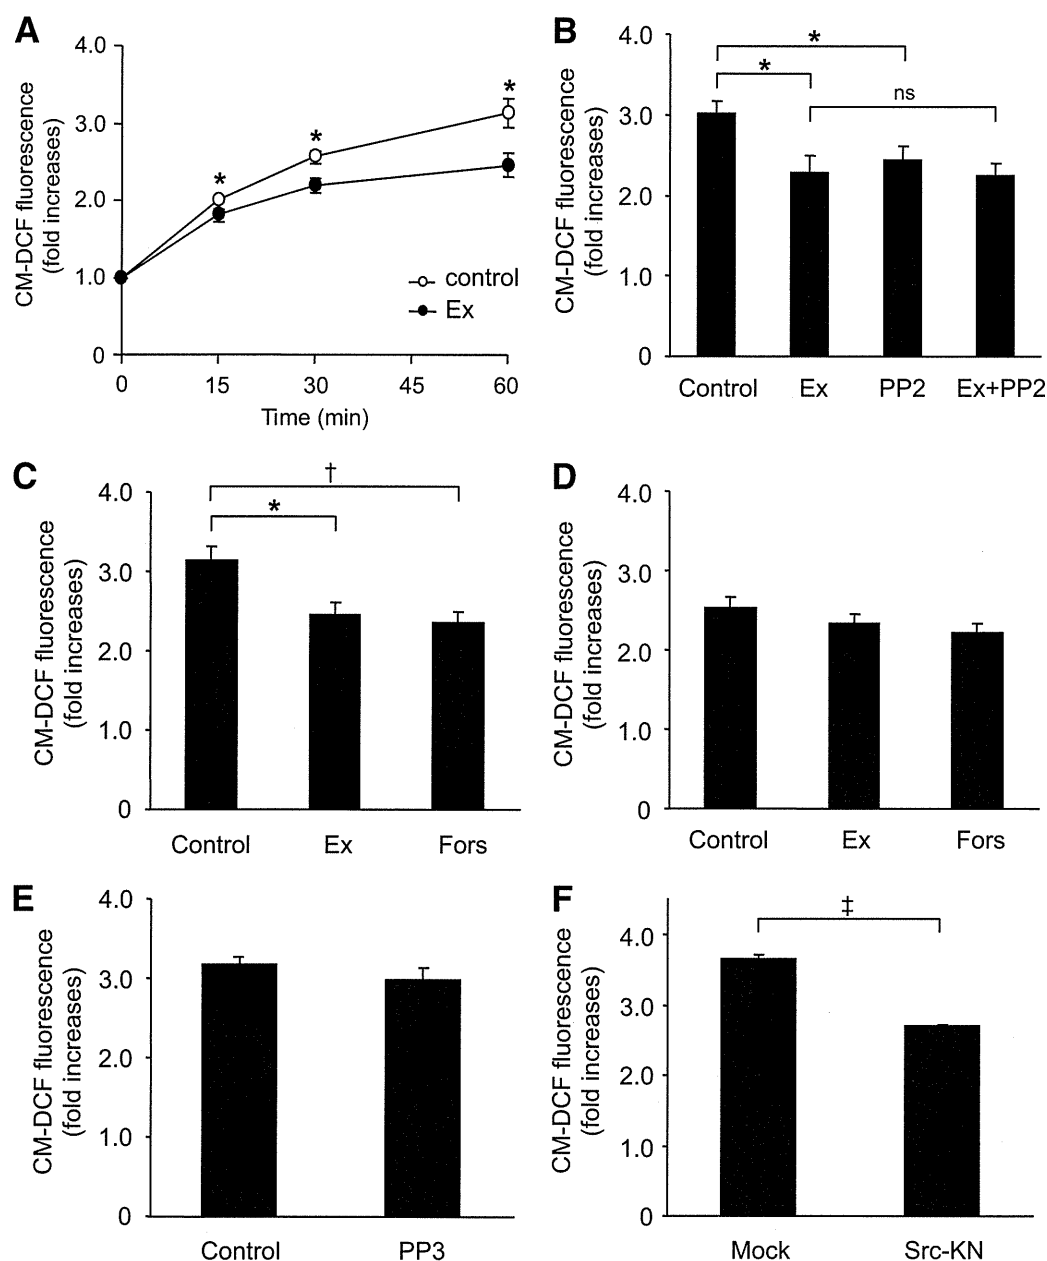 A
CM-DCF fluorescence
(fold increases)
4.0
3.0
2.0
1.0
0
*
*
*
control
Ex
0 15 30 45 60
Time (min)
B
CM-DCF fluorescence
(fold increases)
4.0
3.0
2.0
1.0
0
*
*
ns
Control Ex PP2 Ex+PP2
C
CM-DCF fluorescence
(fold increases)
4.0
3.0
2.0
1.0
0
†
*
Control Ex Fors
D
CM-DCF fluorescence
(fold increases)
4.0
3.0
2.0
1.0
0
Control Ex Fors
E
CM-DCF fluorescence
(fold increases)
4.0
3.0
2.0
1.0
0
Control PP3
F
CM-DCF fluorescence
(fold increases)
4.0
3.0
2.0
1.0
0
‡
Mock Src-KN